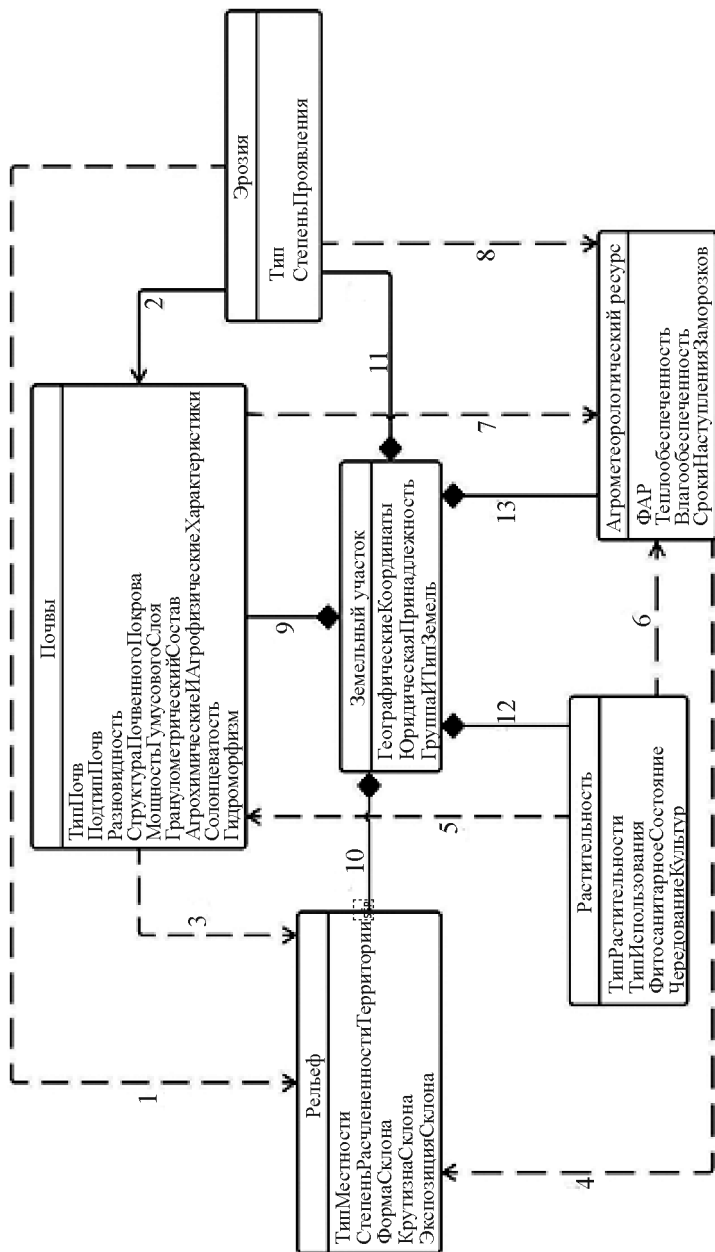 Эрозия
Тип
СтепеньПроявления
Почвы
ТипПочв
ПодтипПочв
Разновидность
СтруктураПочвенногоПокрова
МощностьГумусовогоСлоя
ГранулометрическийСостав
АгрохимическиеИАгрофизическиеХарактеристики
Солонцеватость
Гидроморфизм
Земельный участок
ГеографическиеКоординаты
ЮридическаяПринадлежность
ГруппаИТипЗемель
Агрометеорологический ресурс
ФАР
Теплообеспеченность
Влагообеспеченность
СрокиНаступленияЗаморозков
Рельеф
ТипМестности
СтепеньРасчлененностиТерритории
ФормаСклона
КрутизнаСклона
ЭкспозицияСклона
Растительность
ТипРастительности
ТипИспользования
ФитосанитарноеСостояние
ЧередованиеКультур
1
2
3
4
5
6
7
8
9
10
11
12
13